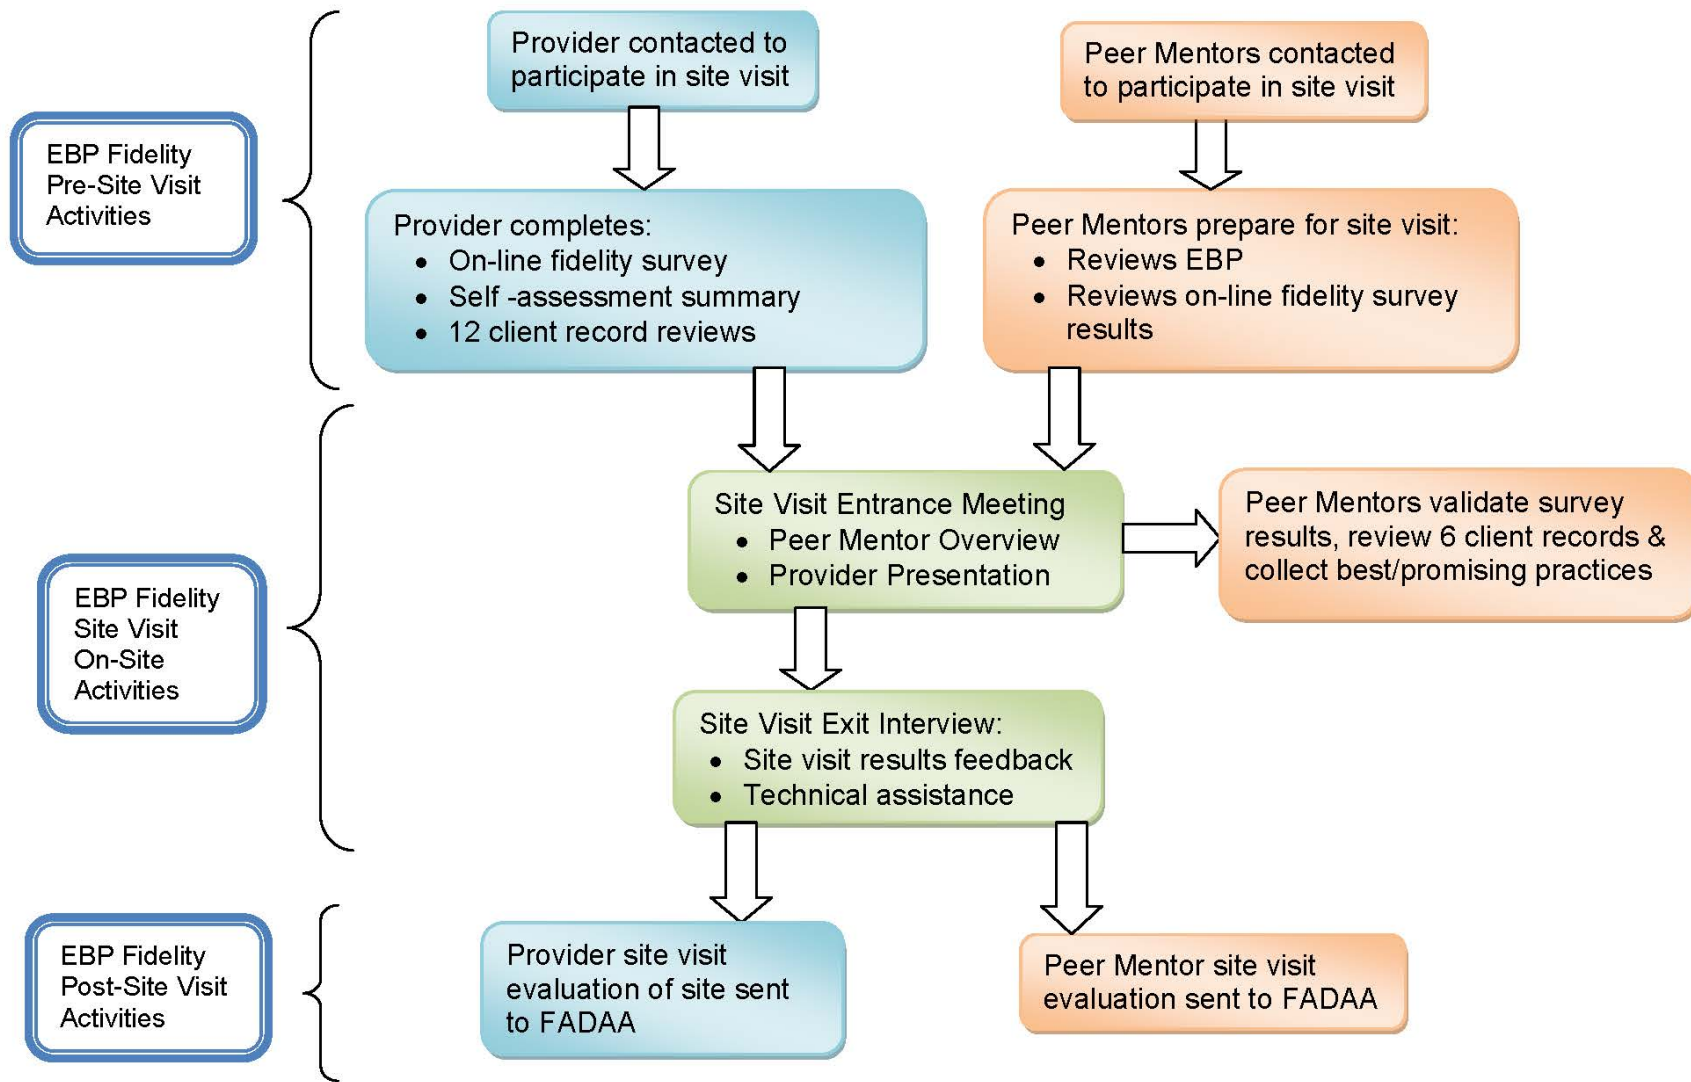 Provider contacted to
participate in site visit
Peer Mentors contacted
to participate in site visit
EBP Fidelity
Pre-Site Visit
Activities
Provider completes:
• On-line fidelity survey
• Self -assessment summary
• 12 client record reviews
Peer Mentors prepare for site visit:
• Reviews EBP
• Reviews on-line fidelity survey
results
Site Visit Entrance Meeting
• Peer Mentor Overview
• Provider Presentation
Peer Mentors validate survey
results, review 6 client records &
collect best/promising practices
EBP Fidelity
Site Visit
On-Site
Activities
Site Visit Exit Interview:
• Site visit results feedback
• Technical assistance
EBP Fidelity
Post-Site Visit
Activities
Provider site visit
evaluation of site sent
to FADAA
Peer Mentor site visit
evaluation sent to FADAA